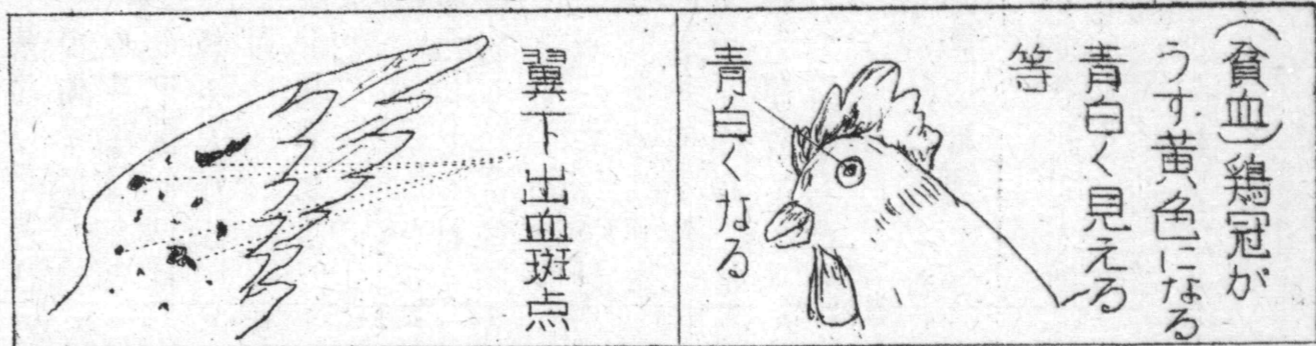 (貧血)鶏冠が
うす黄色になる
青白く見える
等
青白くなる
翼下出血斑点